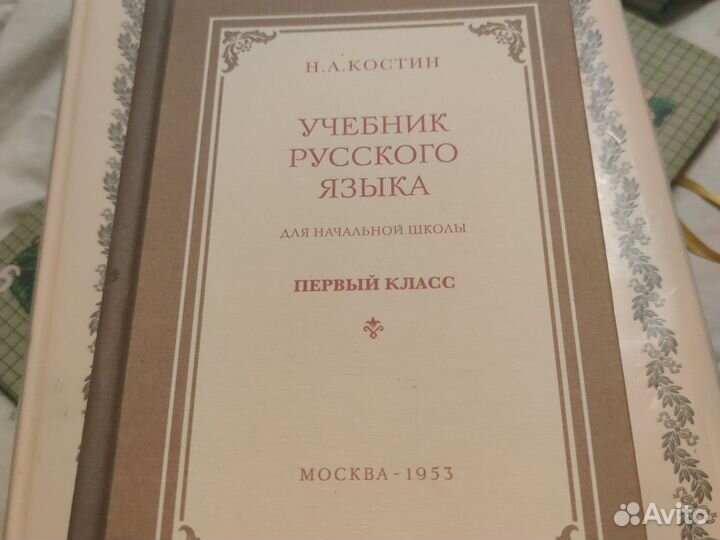 Н.А.КОСТИН
УЧЕБНИК
РУССКОГО
ЯЗЫКА
ДЛЯ НАЧАЛЬНОЙ ШКОЛЫ
ПЕРВЫЙ КЛАСС
МОСКВА - 1953
Avito